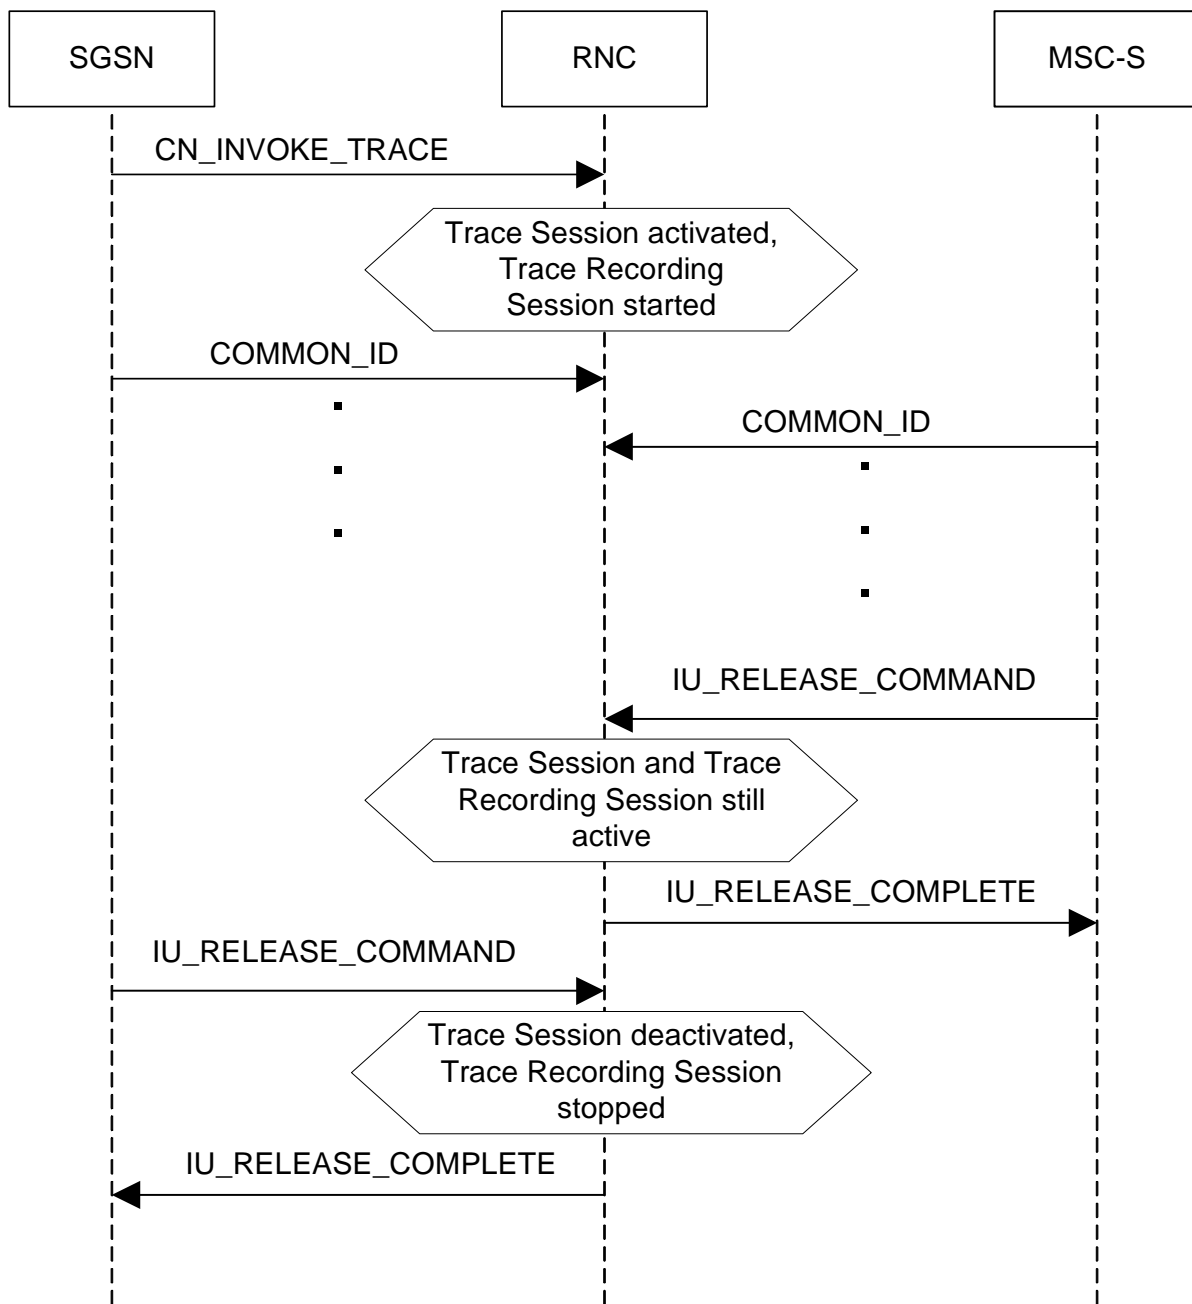 SGSN
RNC
MSC-S
CN_INVOKE_TRACE
Trace Session activated,
Trace Recording
Session started
COMMON_ID
COMMON_ID
IU_RELEASE_COMMAND
Trace Session and Trace
Recording Session still
active
IU_RELEASE_COMPLETE
IU_RELEASE_COMMAND
Trace Session deactivated,
Trace Recording Session
stopped
IU_RELEASE_COMPLETE